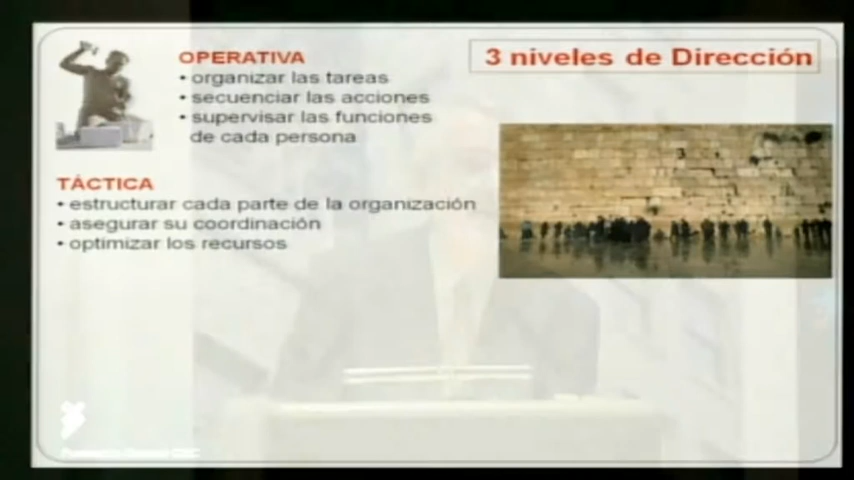 OPERATIVA
• organizar las tareas
• secuenciar las acciones
• supervisar las funciones
de cada persona
3 niveles de Dirección
TÁCTICA
• estructurar cada parte de la organización
• asegurar su coordinación
• optimizar los recursos